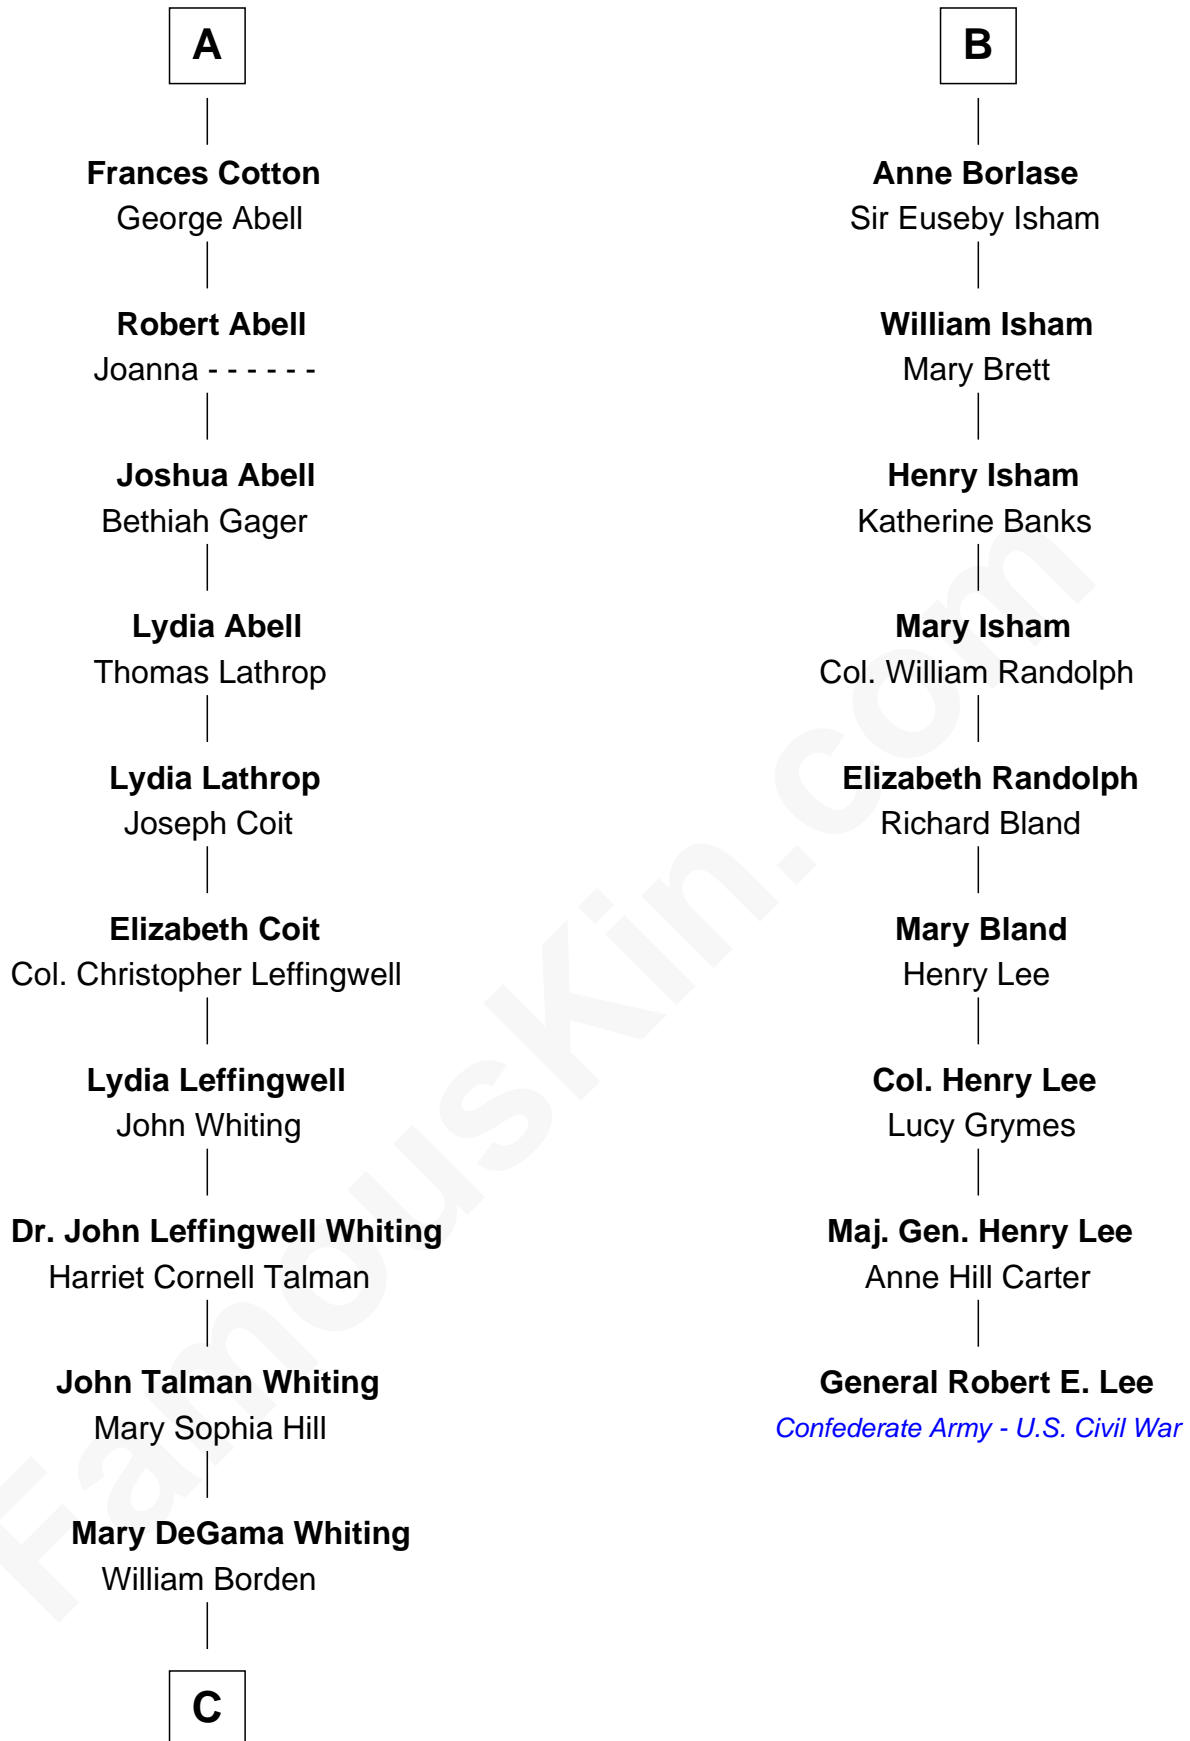 A
Frances Cotton
George Abell
Robert Abell
Joanna - - - - - -
Joshua Abell
Bethiah Gager
Lydia Abell
Thomas Lathrop
Lydia Lathrop
Joseph Coit
Elizabeth Coit
Col. Christopher Leffingwell
Lydia Leffingwell
John Whiting
Dr. John Leffingwell Whiting
Harriet Cornell Talman
John Talman Whiting
Mary Sophia Hill
Mary DeGama Whiting
William Borden
C
B
Anne Borlase
Sir Euseby Isham
William Isham
Mary Brett
Henry Isham
Katherine Banks
Mary Isham
Col. William Randolph
Elizabeth Randolph
Richard Bland
Mary Bland
Henry Lee
Col. Henry Lee
Lucy Grymes
Maj. Gen. Henry Lee
Anne Hill Carter
General Robert E. Lee
Confederate Army - U.S. Civil War
FamousKin.com